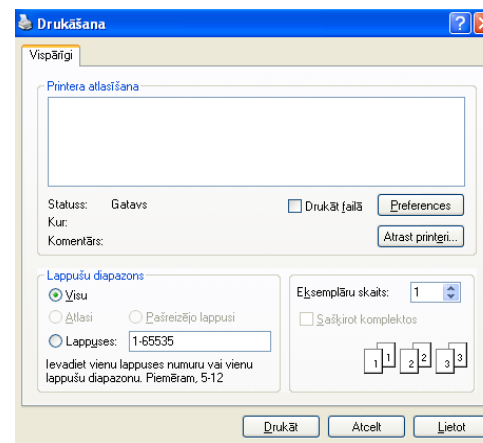 Drukāšana
Vispārīgi
Printera atlasīšana
Statuss: Gatavs
Drukāt failā
Preferences
Kur:
Komentārs:
Atrast printeri...
Lappušu diapazons
Visu
Atlasi
Pašreizējo lappusi
Lappuses:
1-65535
Ievadiet vienu lappuses numuru vai vienu
lappušu diapazonu. Piemēram, 5-12
Eksemplāru skaits:
1
Sašķirot komplektos
1 1 2 2 3 3
Drukāt
Atcelt
Lietot